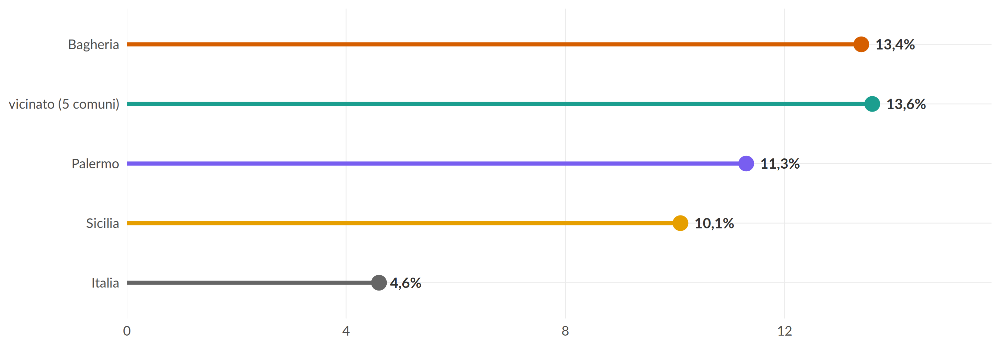 Bagheria 13,4%
vicinato (5 comuni) 13,6%
Palermo 11,3%
Sicilia 10,1%
Italia 4,6%
0 4 8 12